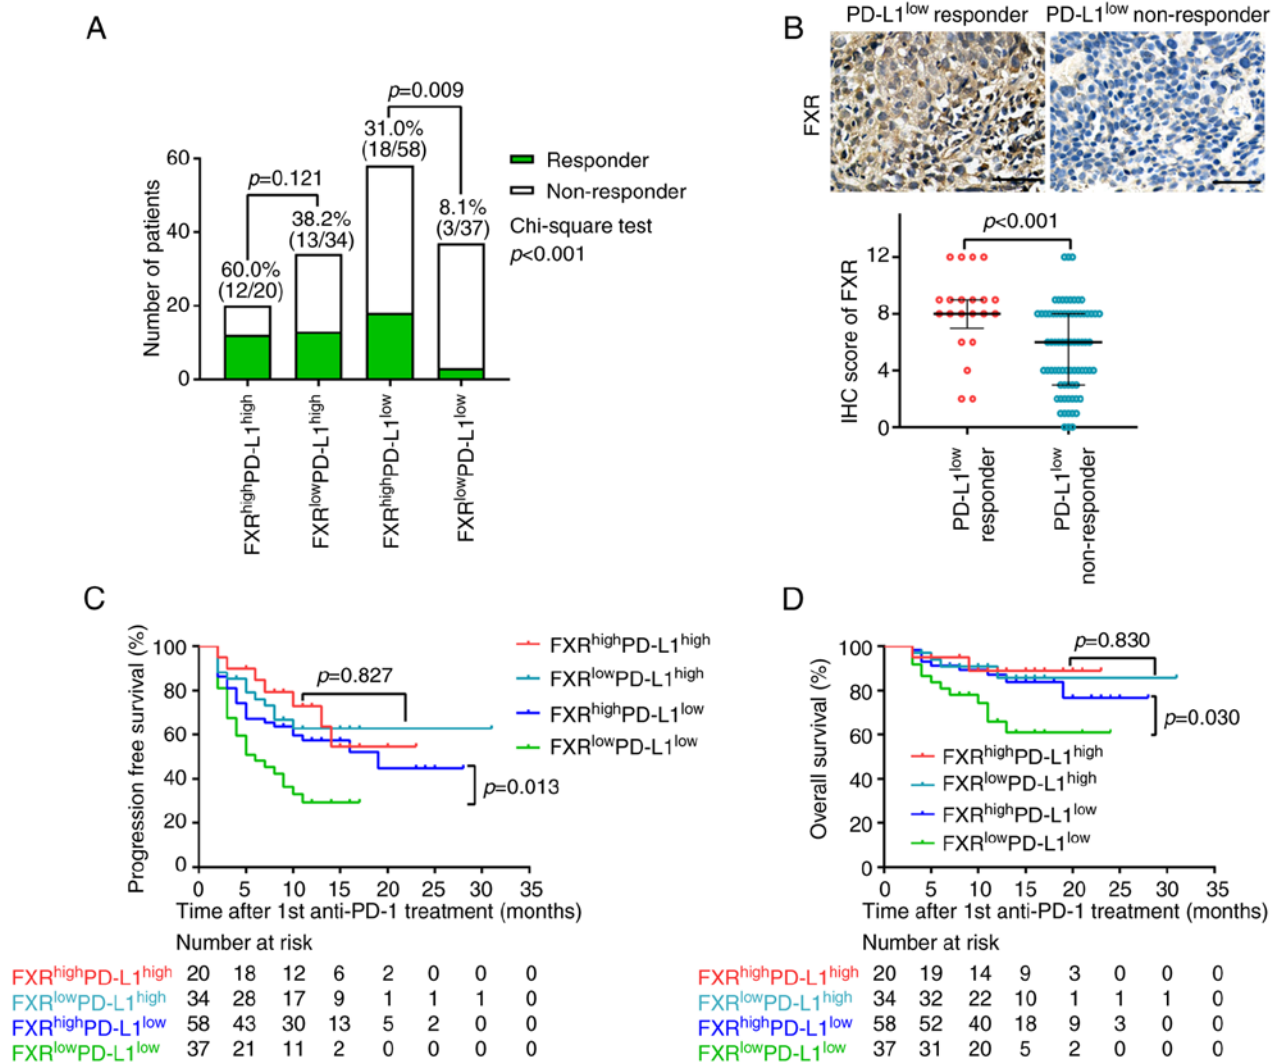 A
p=0.009
31.0%
(18/58)
p=0.121
38.2%
(13/34)
8.1%
(3/37)
60.0%
(12/20)
Responder
Non-responder
Chi-square test
p<0.001
Number of patients
60
40
20
0
FXRhighPD-L1high
FXRlowPD-L1high
FXRhighPD-L1low
FXRlowPD-L1low
B
PD-L1low responder
PD-L1low non-responder
FXR
p<0.001
IHC score of FXR
12
8
4
0
PD-L1low
responder
PD-L1low
non-responder
C
Progression free survival (%)
100
80
60
40
20
0
p=0.827
p=0.013
FXRhighPD-L1high
FXRlowPD-L1high
FXRhighPD-L1low
FXRlowPD-L1low
0 5 10 15 20 25 30 35
Time after 1st anti-PD-1 treatment (months)
Number at risk
FXRhighPD-L1high 20 18 12 6 2 0 0 0
FXRlowPD-L1high 34 28 17 9 1 1 1 0
FXRhighPD-L1low 58 43 30 13 5 2 0 0
FXRlowPD-L1low 37 21 11 2 0 0 0 0
D
Overall survival (%)
100
80
60
40
20
0
p=0.830
p=0.030
FXRhighPD-L1high
FXRlowPD-L1high
FXRhighPD-L1low
FXRlowPD-L1low
0 5 10 15 20 25 30 35
Time after 1st anti-PD-1 treatment (months)
Number at risk
FXRhighPD-L1high 20 19 14 9 3 0 0 0
FXRlowPD-L1high 34 32 22 10 1 1 1 0
FXRhighPD-L1low 58 52 40 18 9 3 0 0
FXRlowPD-L1low 37 31 20 5 2 0 0 0